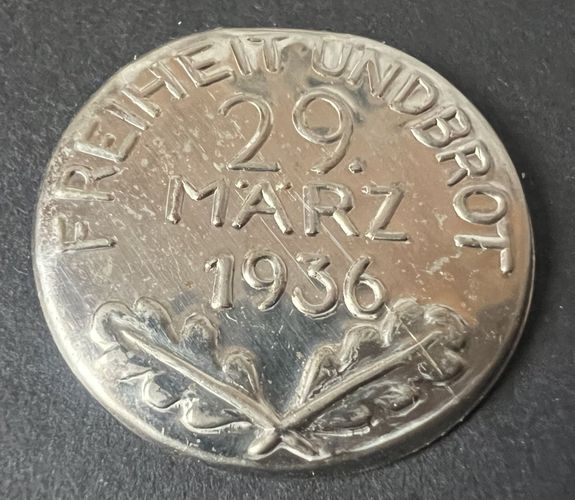 FREIHEIT UND BROT
29.
MÄRZ
1936